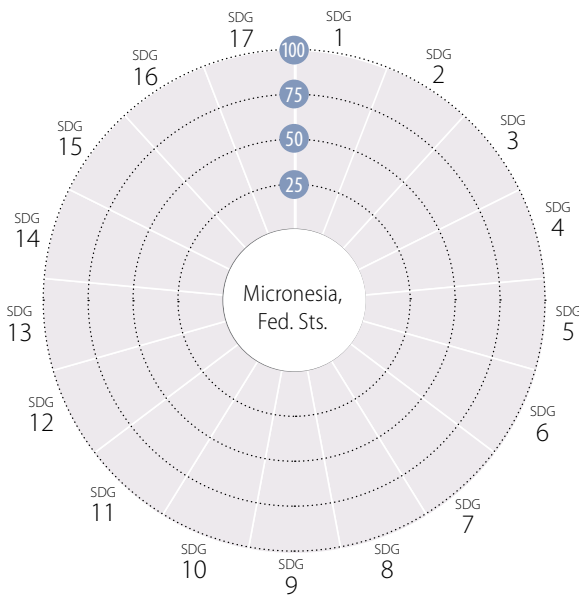 SDG
1
SDG
2
SDG
3
SDG
4
SDG
5
SDG
6
SDG
7
SDG
8
SDG
9
SDG
10
SDG
11
SDG
12
SDG
13
SDG
14
SDG
15
SDG
16
SDG
17
100
75
50
25
Micronesia,
Fed. Sts.